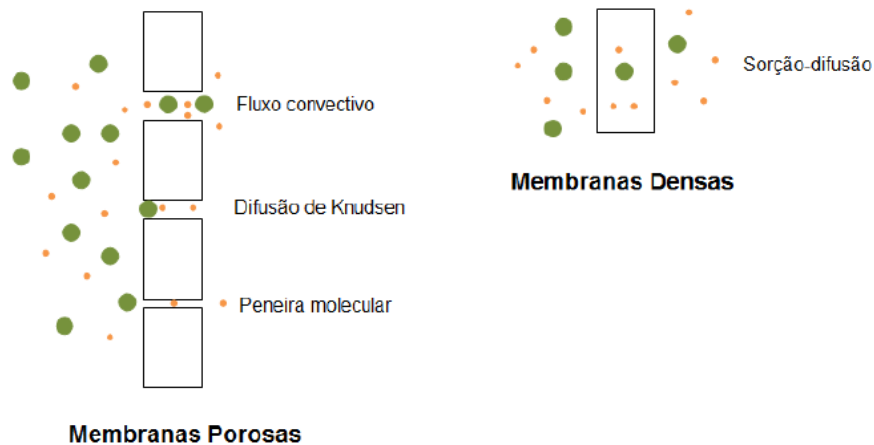 Fluxo convectivo
Difusão de Knudsen
Peneira molecular
Membranas Porosas
Sorção-difusão
Membranas Densas